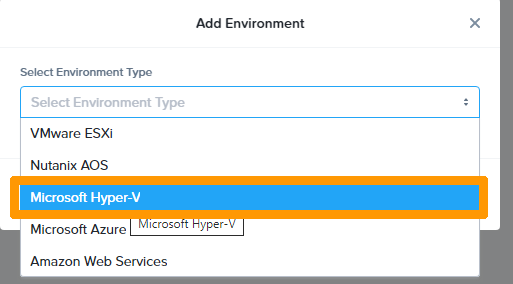 Add Environment
Select Environment Type
Select Environment Type
VMware ESXi
Nutanix AOS
Microsoft Hyper-V
Microsoft Azure
Microsoft Hyper-V
Amazon Web Services